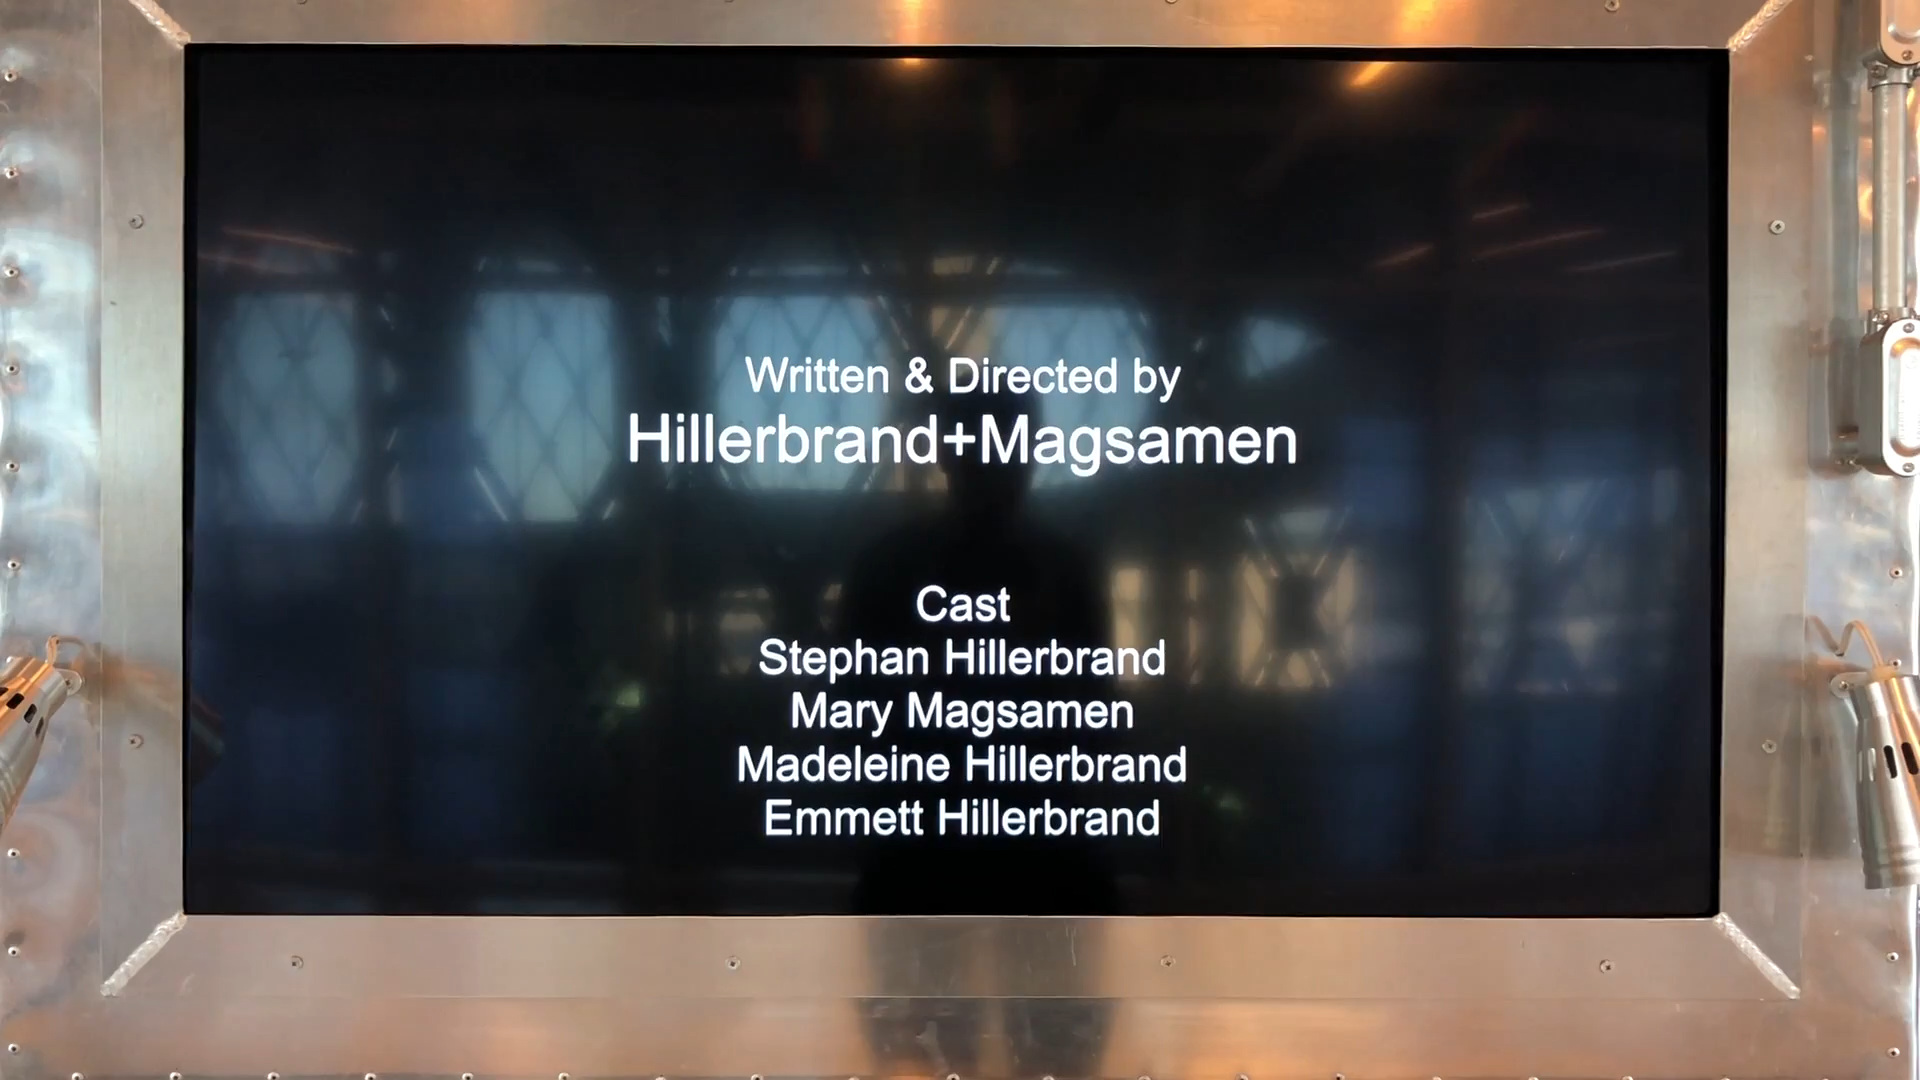 Written & Directed by
Hillerbrand+Magsamen
Cast
Stephan Hillerbrand
Mary Magsamen
Madeleine Hillerbrand
Emmett Hillerbrand